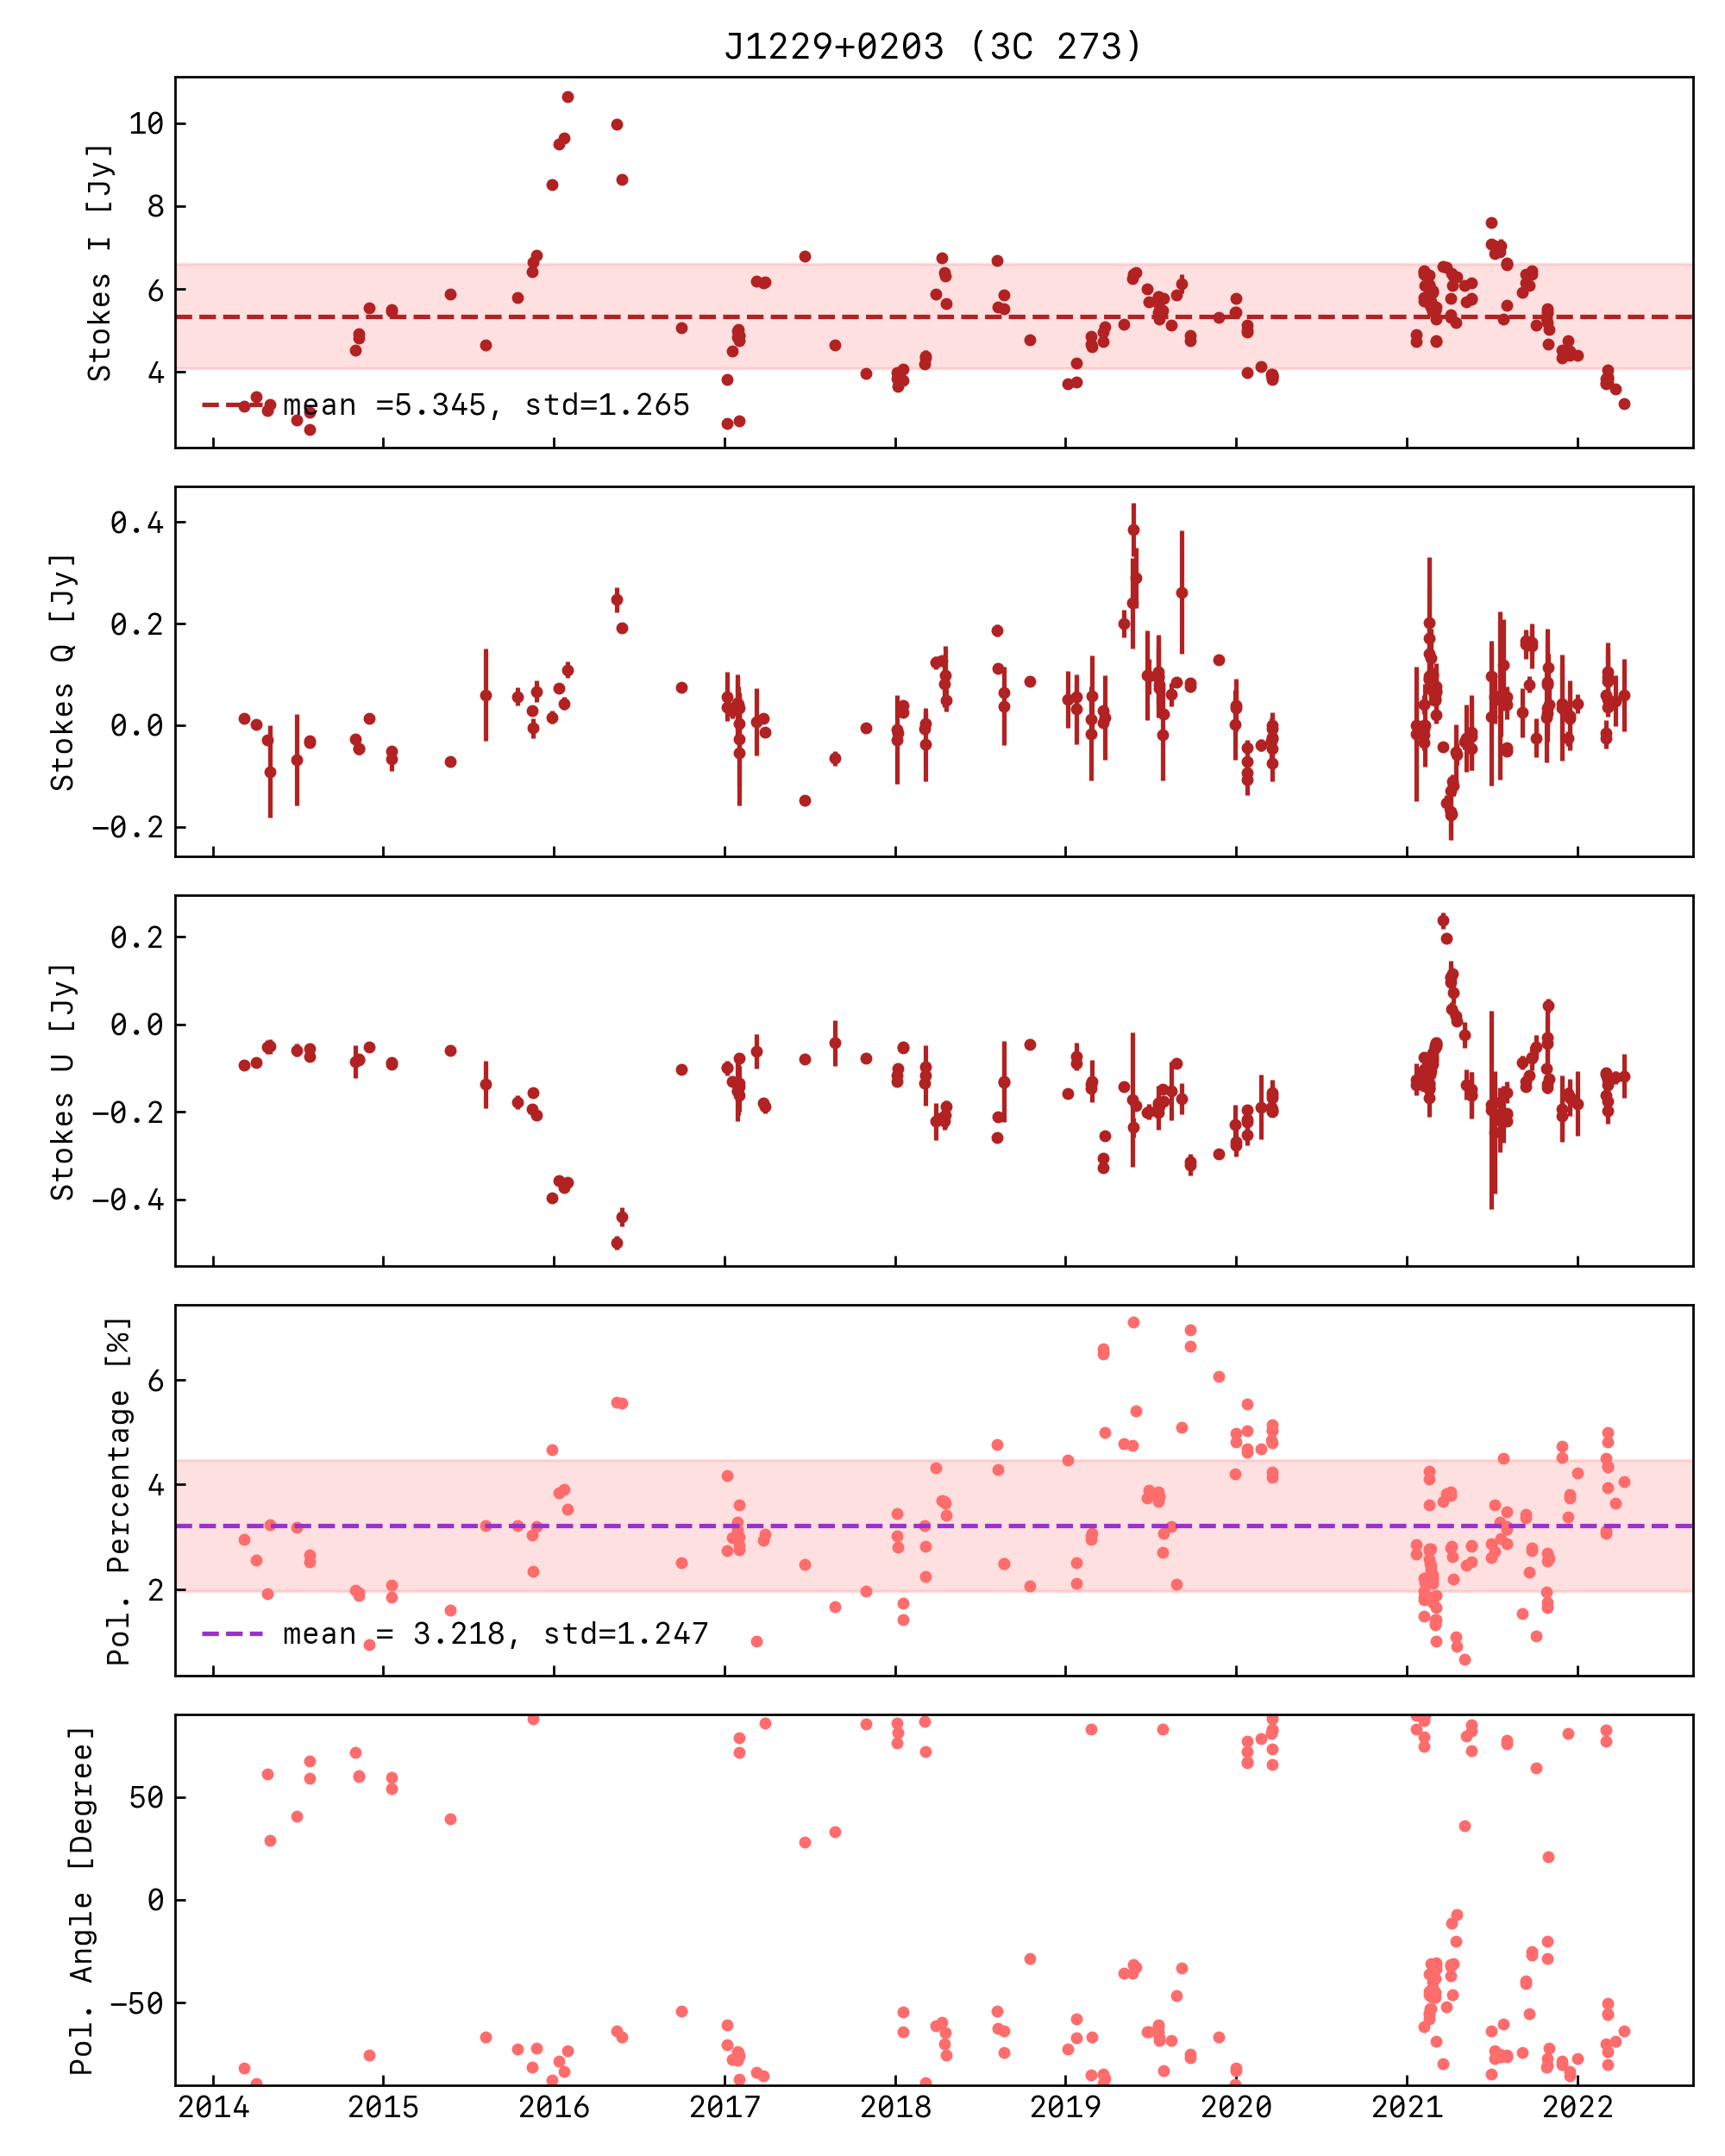 J1229+0203 (3C 273)
Stokes I [Jy]
10
8
6
4
mean =5.345, std=1.265
Stokes Q [Jy]
0.4
0.2
0.0
−0.2
Stokes U [Jy]
0.2
0.0
−0.2
−0.4
Pol. Percentage [%]
6
4
2
mean = 3.218, std=1.247
Pol. Angle [Degree]
50
0
−50
2014 2015 2016 2017 2018 2019 2020 2021 2022